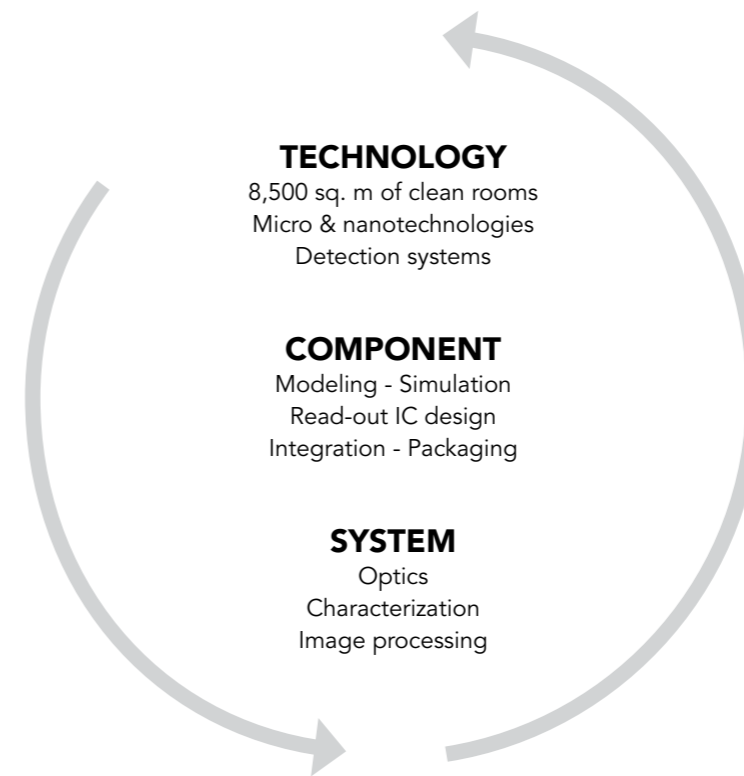 TECHNOLOGY
8,500 sq. m of clean rooms
Micro & nanotechnologies
Detection systems
COMPONENT
Modeling - Simulation
Read-out IC design
Integration - Packaging
SYSTEM
Optics
Characterization
Image processing